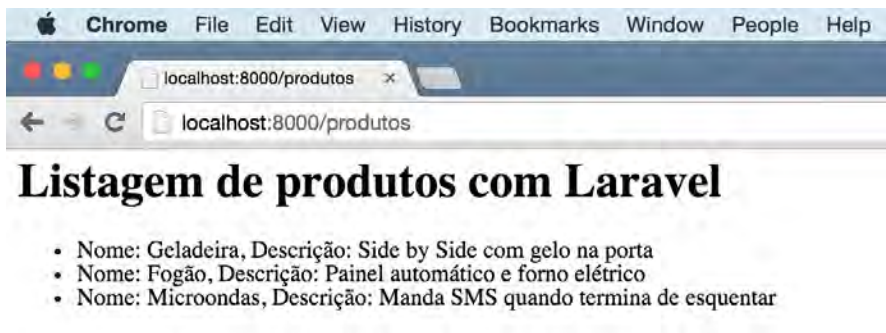 Chrome File Edit View History Bookmarks Window People Help
localhost:8000/produtos ×
localhost:8000/produtos
Listagem de produtos com Laravel
• Nome: Geladeira, Descrição: Side by Side com gelo na porta
• Nome: Fogão, Descrição: Painel automático e forno elétrico
• Nome: Microondas, Descrição: Manda SMS quando termina de esquentar